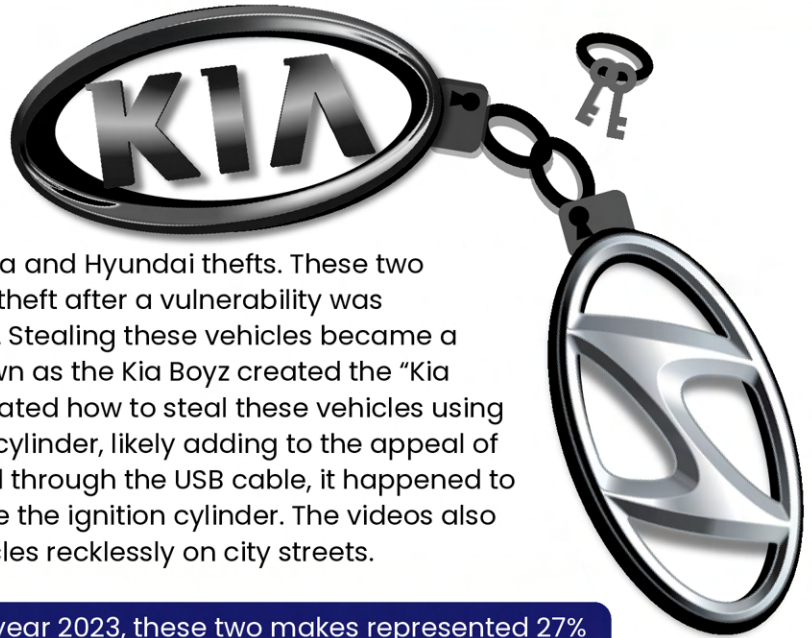 KIA
a and Hyundai thefts. These two
theft after a vulnerability was
. Stealing these vehicles became a
wn as the Kia Boyz created the “Kia
ated how to steal these vehicles using
cylinder, likely adding to the appeal of
l through the USB cable, it happened to
e the ignition cylinder. The videos also
cles recklessly on city streets.
year 2023, these two makes represented 27%